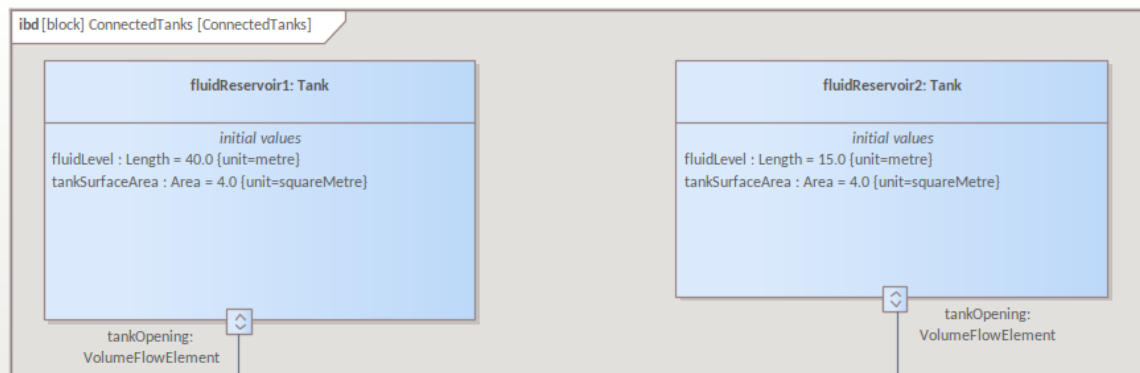 ibd [block] ConnectedTanks [ConnectedTanks]
fluidReservoir1: Tank
initial values
fluidLevel : Length = 40.0 {unit=metre}
tankSurfaceArea : Area = 4.0 {unit=squareMetre}
tankOpening:
VolumeFlowElement
fluidReservoir2: Tank
initial values
fluidLevel : Length = 15.0 {unit=metre}
tankSurfaceArea : Area = 4.0 {unit=squareMetre}
tankOpening:
VolumeFlowElement